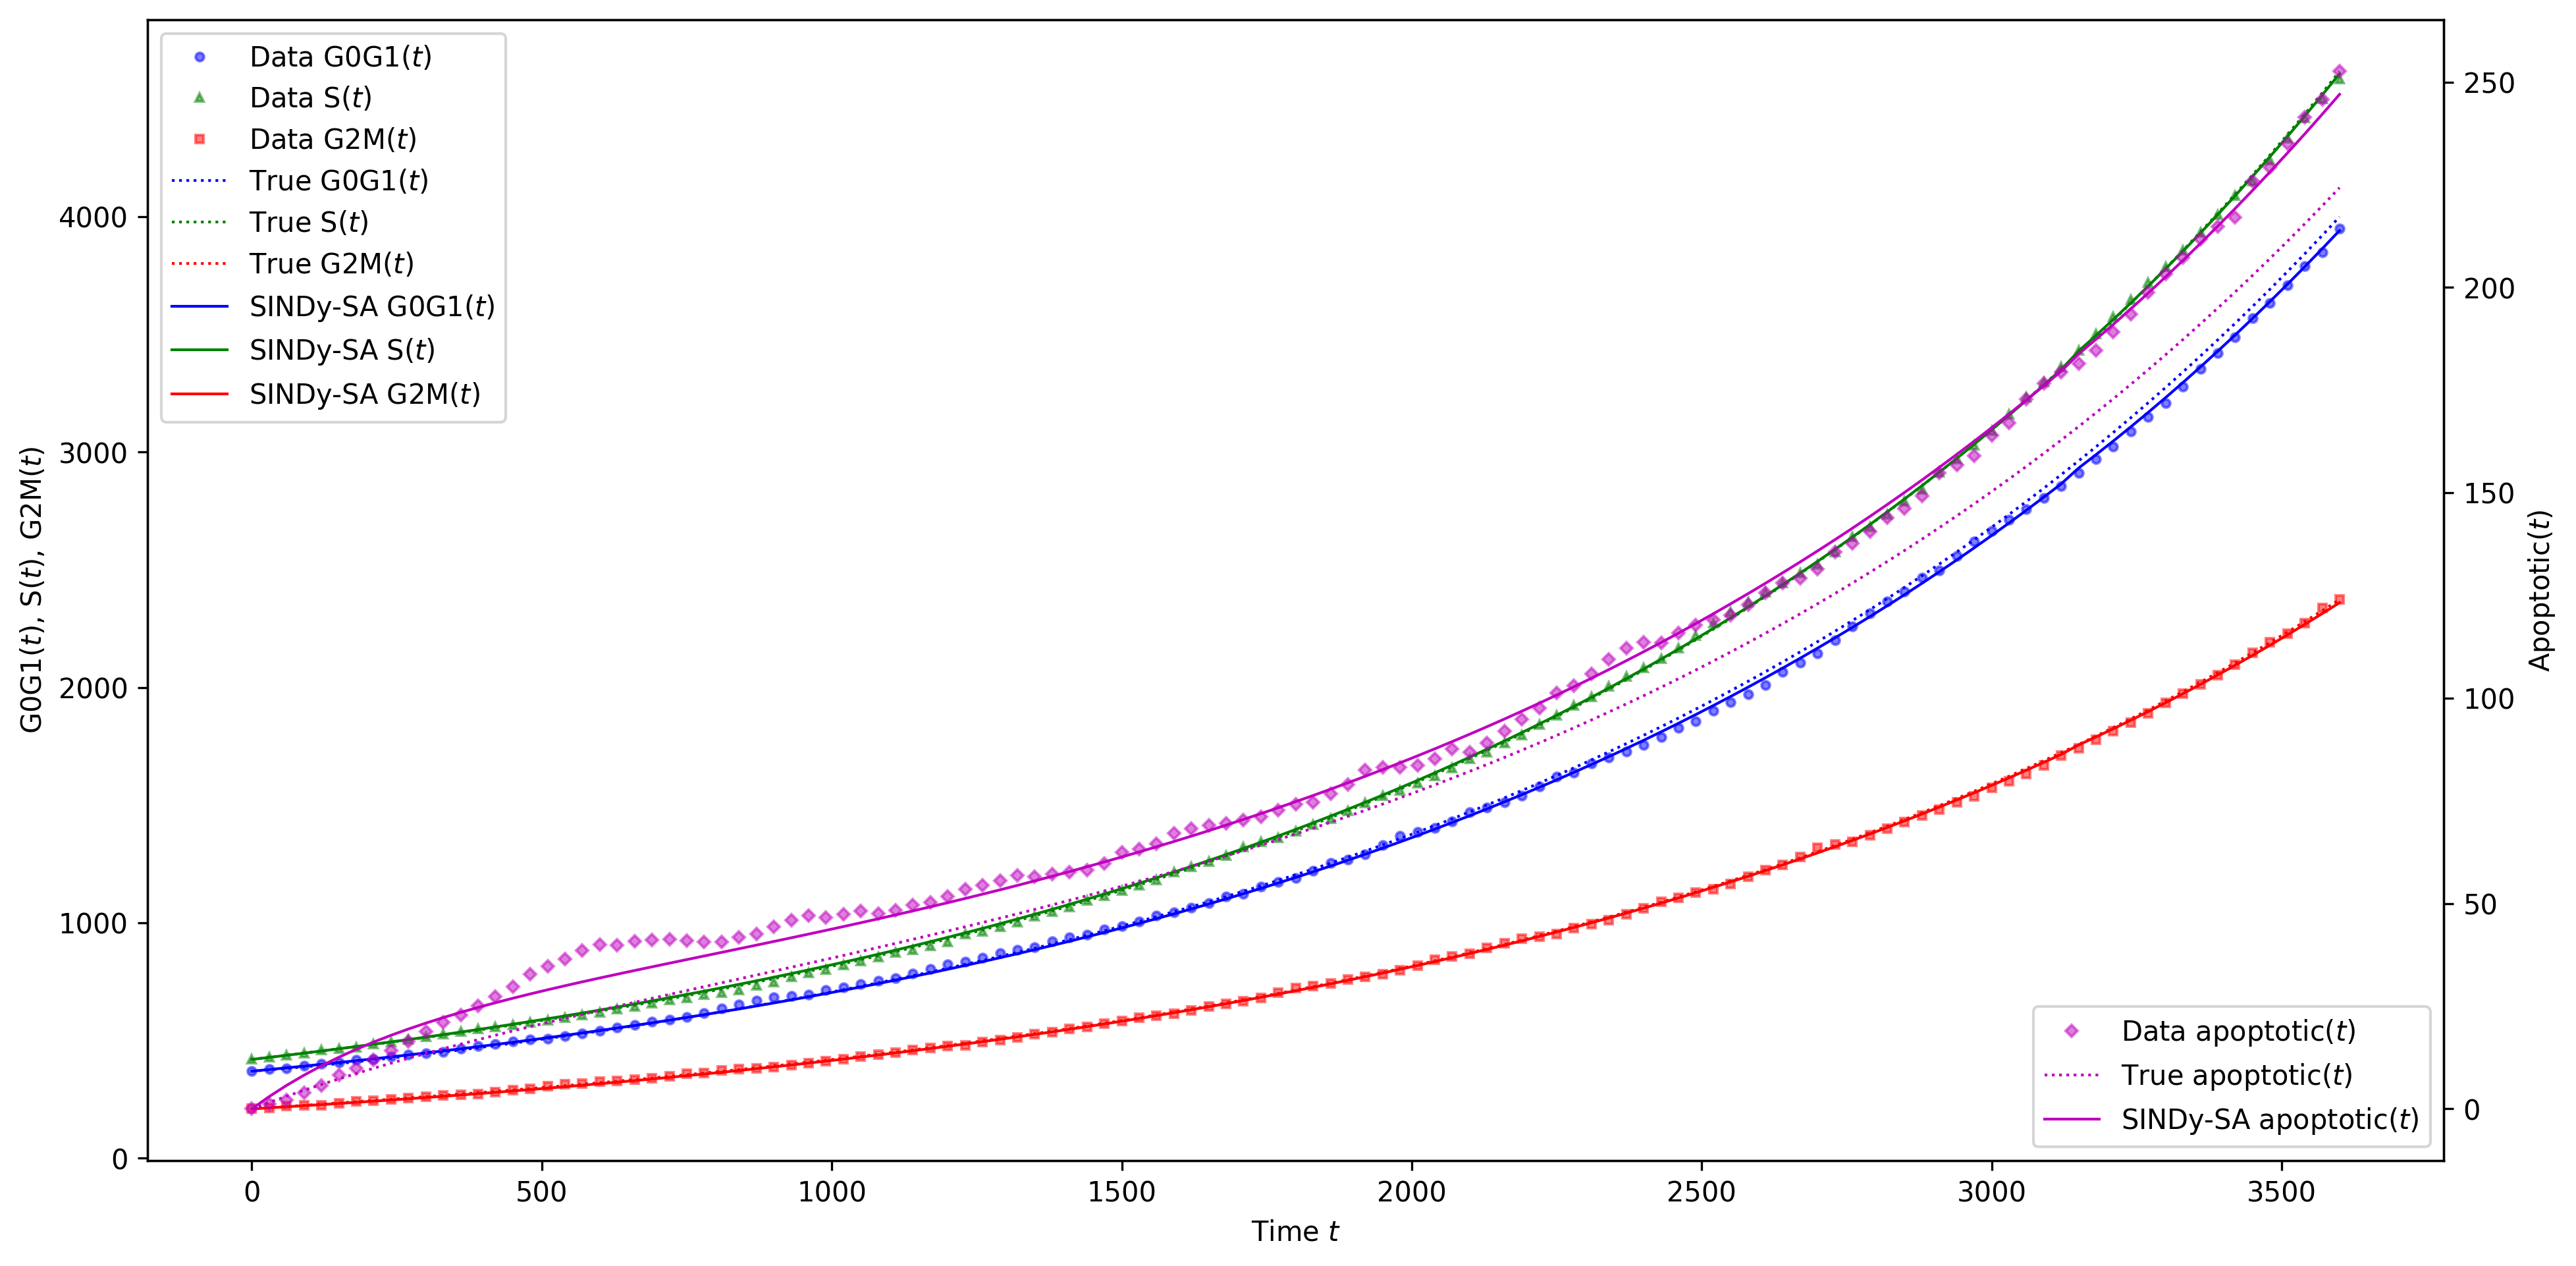 Data G0G1(t)
Data S(t)
Data G2M(t)
True G0G1(t)
True S(t)
True G2M(t)
SINDy-SA G0G1(t)
SINDy-SA S(t)
SINDy-SA G2M(t)
G0G1(t), S(t), G2M(t)
4000
3000
2000
1000
0
0
500
1000
1500
2000
2500
3000
3500
Time t
250
200
150
100
50
0
Apoptotic(t)
Data apoptotic(t)
True apoptotic(t)
SINDy-SA apoptotic(t)